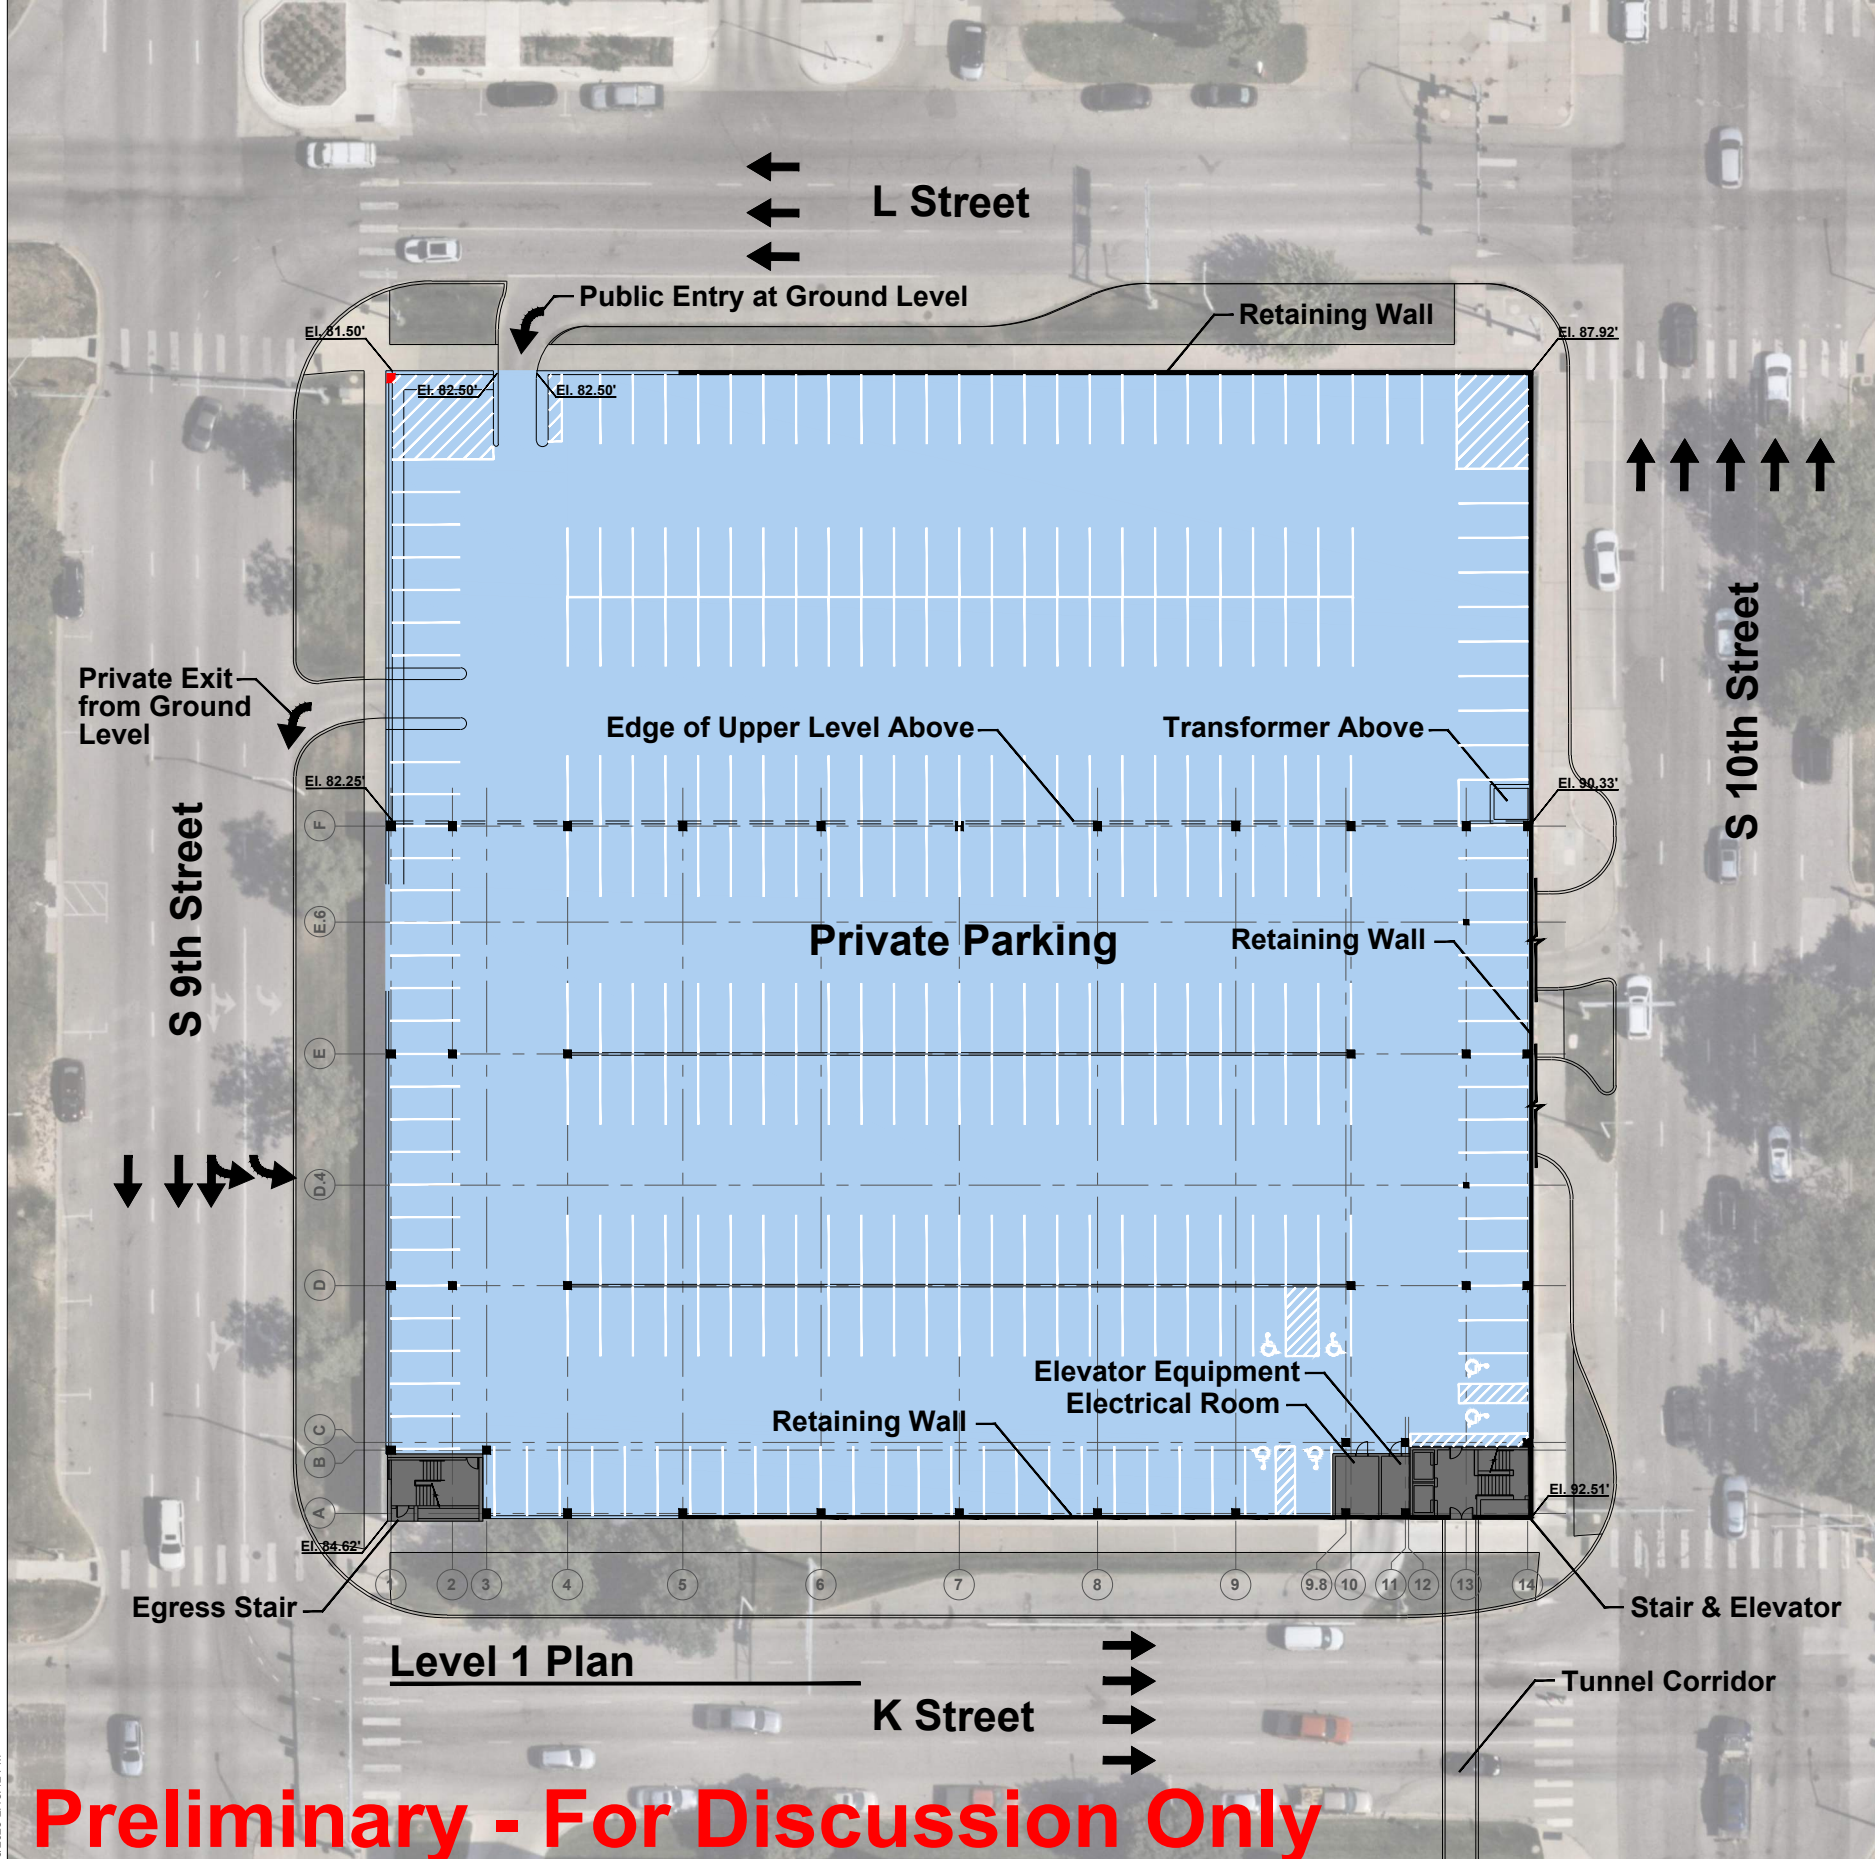 L Street
Public Entry at Ground Level
Retaining Wall
El. 81.50'
El. 87.92'
El. 82.50'
El. 82.50'
S 10th Street
Private Exit
from Ground
Level
Edge of Upper Level Above
Transformer Above
El. 82.25'
El. 90.33'
F
S 9th Street
E.6
Private Parking
Retaining Wall
E
D.4
D
Elevator Equipment
Electrical Room
Retaining Wall
C
B
A
El. 92.51'
El. 84.62'
1 2 3 4 5 6 7 8 9 9.8 10 11 12 13 14
Egress Stair
Stair & Elevator
Level 1 Plan
Tunnel Corridor
K Street
Preliminary - For Discussion Only